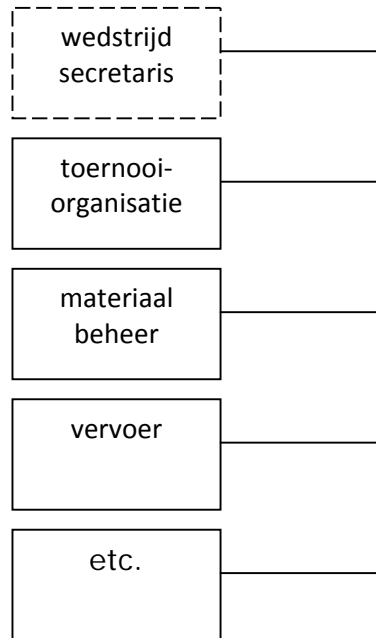 wedstrijd
secretaris
toernooi-
organisatie
materiaal
beheer
vervoer
etc.